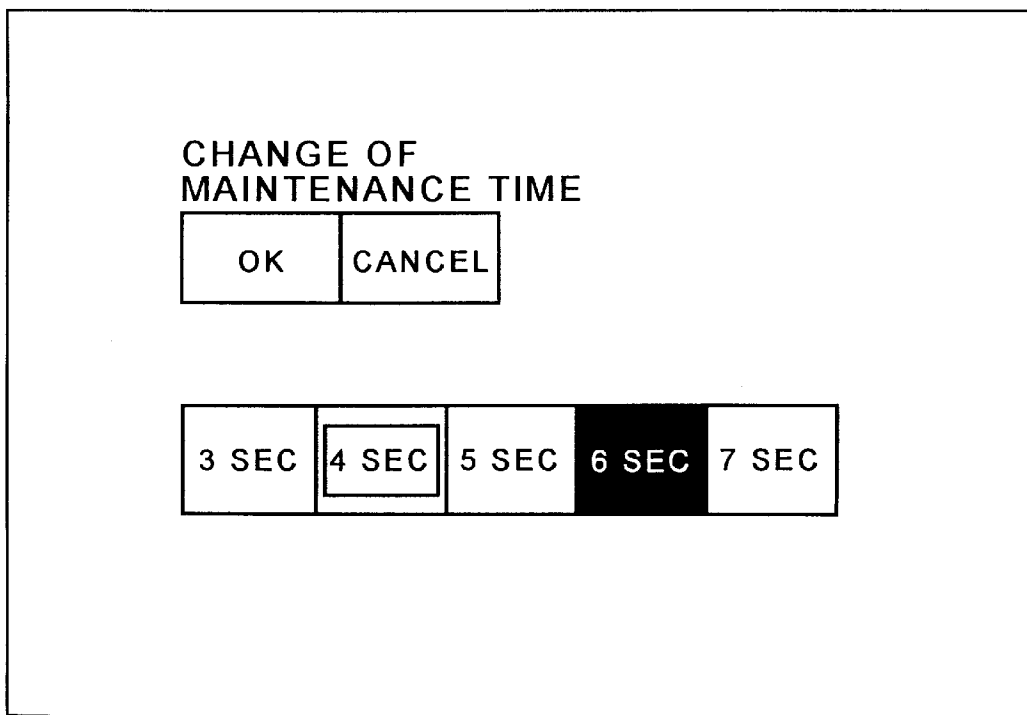 CHANGE OF
MAINTENANCE TIME
OK CANCEL
3 SEC 4 SEC 5 SEC 6 SEC 7 SEC